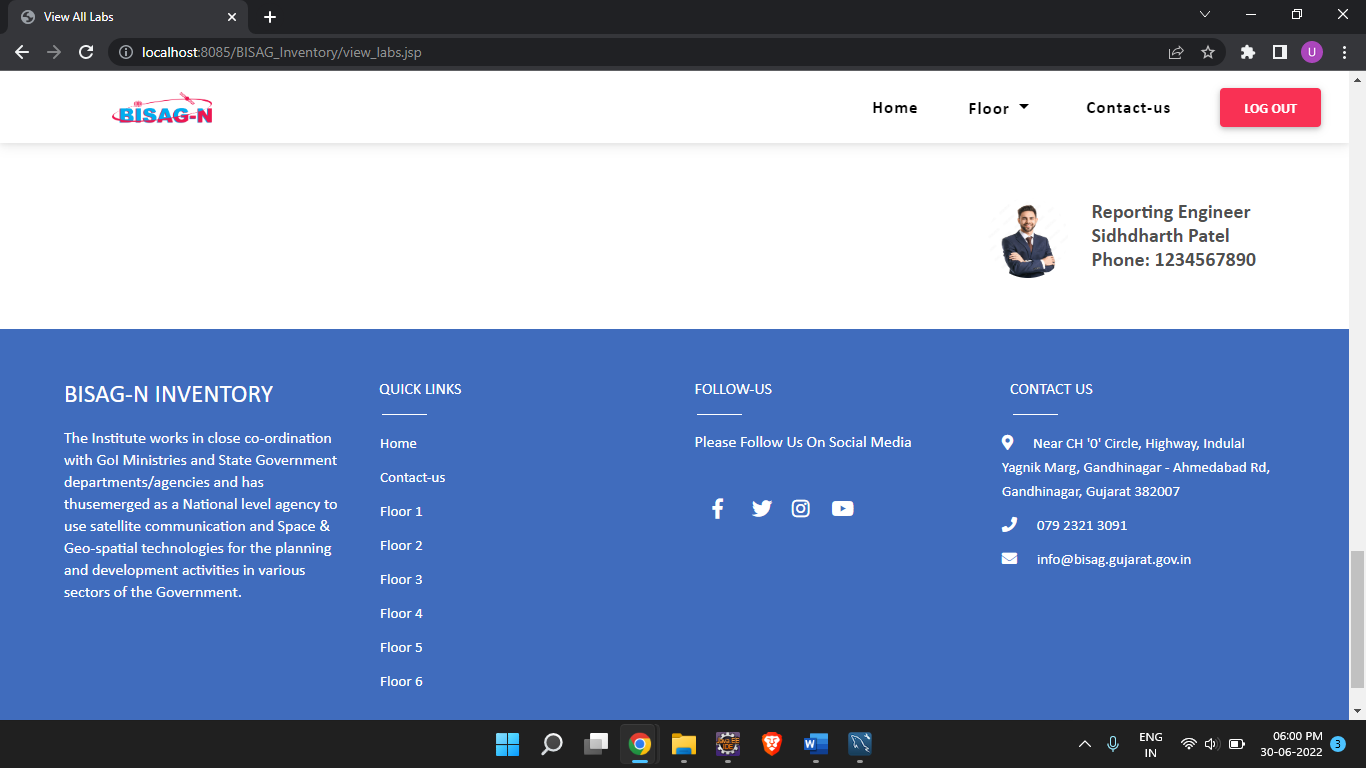 View All Labs
localhost:8085/BISAG_Inventory/view_labs.jsp
U
BISAG-N
Home
Floor
Contact-us
LOG OUT
Reporting Engineer
Sidhdharth Patel
Phone: 1234567890
BISAG-N INVENTORY
The Institute works in close co-ordination
with GoI Ministries and State Government
departments/agencies and has
thusemerged as a National level agency to
use satellite communication and Space &
Geo-spatial technologies for the planning
and development activities in various
sectors of the Government.
QUICK LINKS
Home
Contact-us
Floor 1
Floor 2
Floor 3
Floor 4
Floor 5
Floor 6
FOLLOW-US
Please Follow Us On Social Media
CONTACT US
Near CH '0' Circle, Highway, Indulal
Yagnik Marg, Gandhinagar - Ahmedabad Rd,
Gandhinagar, Gujarat 382007
079 2321 3091
info@bisag.gujarat.gov.in
ENG
IN
06:00 PM
30-06-2022
3